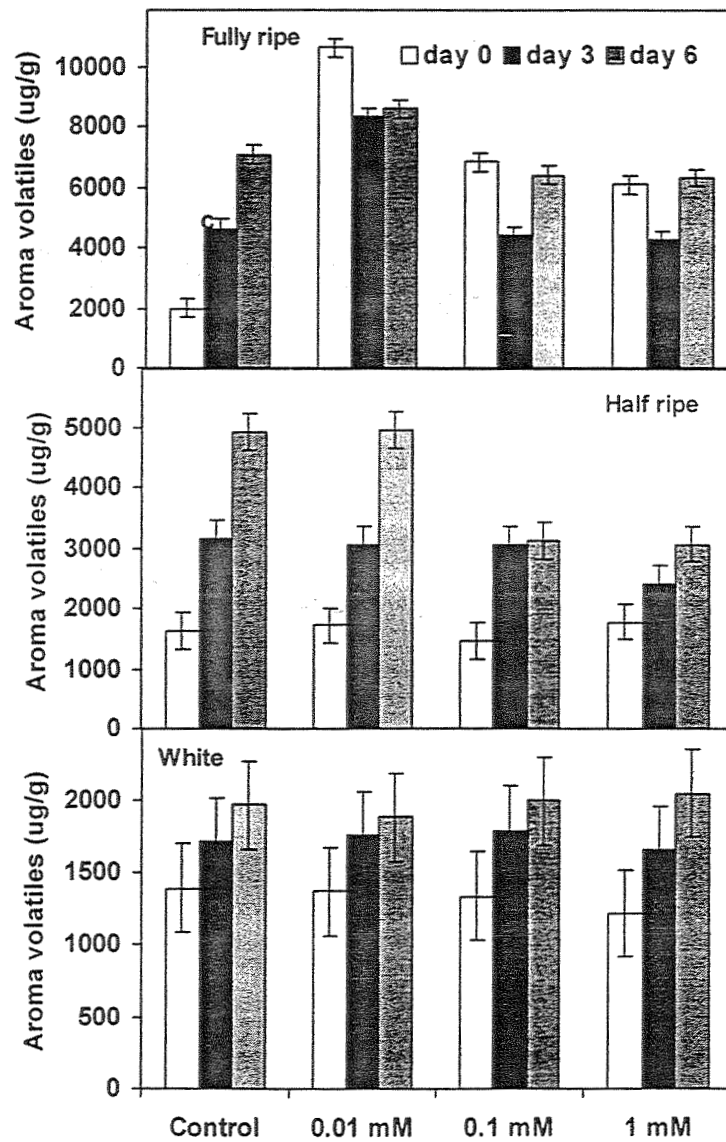 Fully ripe
day 0 day 3 day 6
Aroma volatiles (ug/g)
10000
8000
6000
4000
2000
0
c
Half ripe
Aroma volatiles (ug/g)
5000
4000
3000
2000
1000
0
White
Aroma volatiles (ug/g)
2000
1500
1000
500
0
Control 0.01 mM 0.1 mM 1 mM